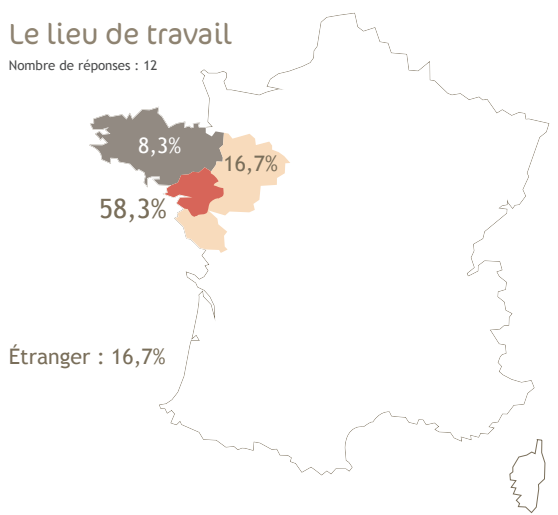 Le lieu de travail
Nombre de réponses : 12
8,3%
16,7%
58,3%
Étranger : 16,7%